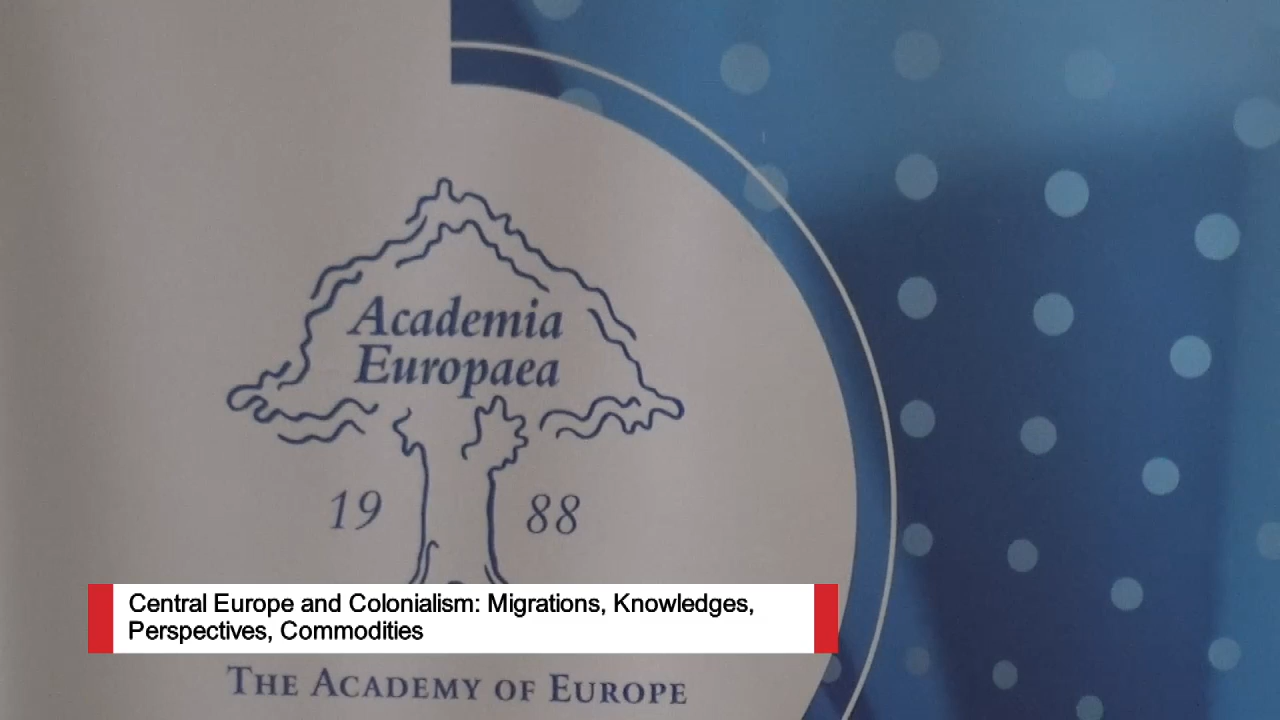 Academia
Europaea
19 88
Central Europe and Colonialism: Migrations, Knowledges,
Perspectives, Commodities
THE ACADEMY OF EUROPE